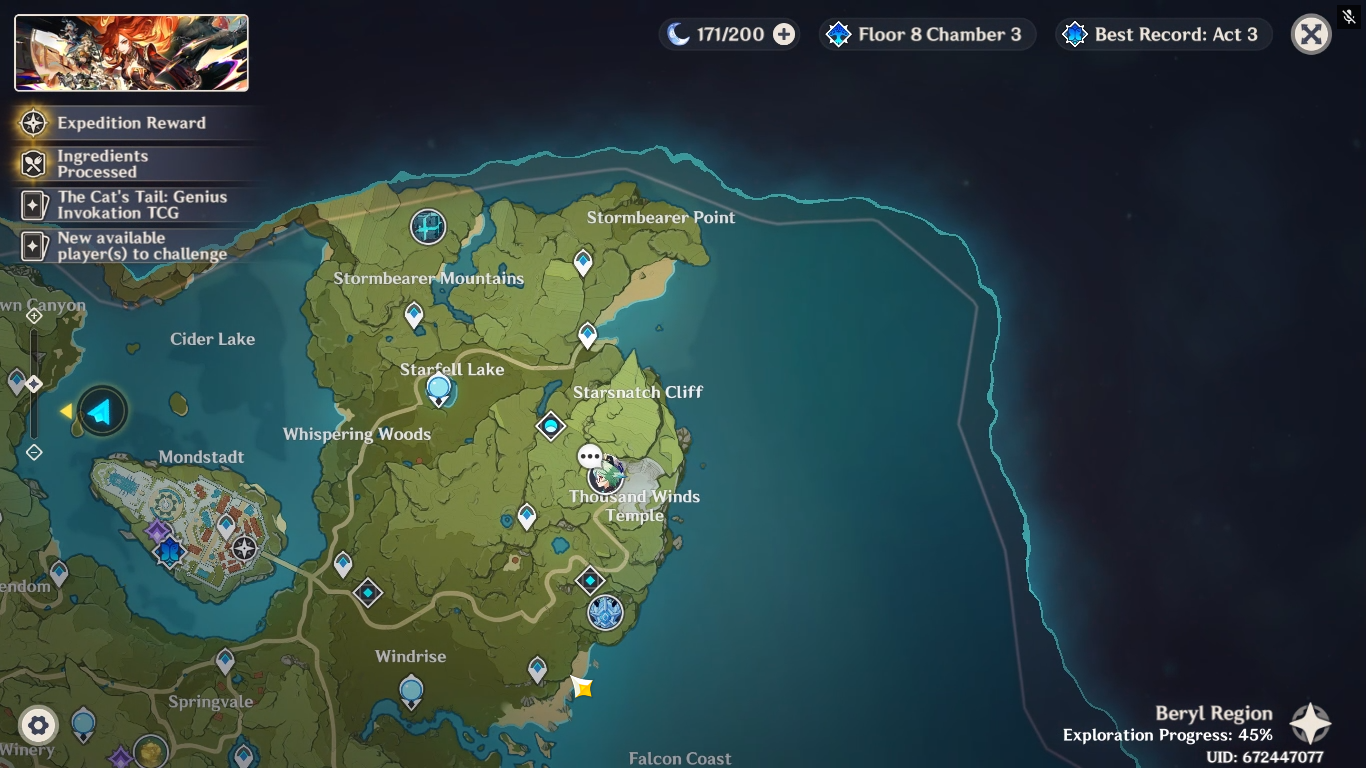 171/200
Floor 8 Chamber 3
Best Record: Act 3
Expedition Reward
Ingredients
Processed
The Cat's Tail: Genius
Invokation TCG
New available
player(s) to challenge
Stormbearer Point
Stormbearer Mountains
wn Canyon
Cider Lake
Starfell Lake
Starsnatch Cliff
Whispering Woods
Mondstadt
Thousand Winds
Temple
endom
Windrise
Springvale
Winery
Falcon Coast
Beryl Region
Exploration Progress: 45%
UID: 672447077